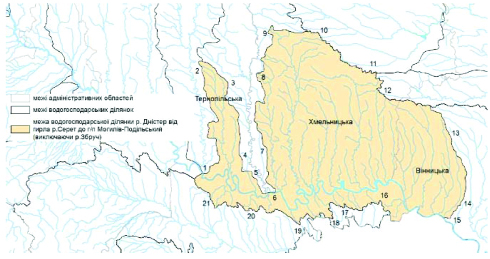 9
10
11
8
2
3
12
Тернопільська
межі адміністративних областей
межі водогосподарських ділянок
межа водогосподарської ділянки р. Дністер від
гирла р.Серет до г/п Могилів-Подільський
(виключаючи р.Збруч)
Хмельницька
13
7
4
1
5
Вінницька
6
16
14
21
20
17
18
19
15